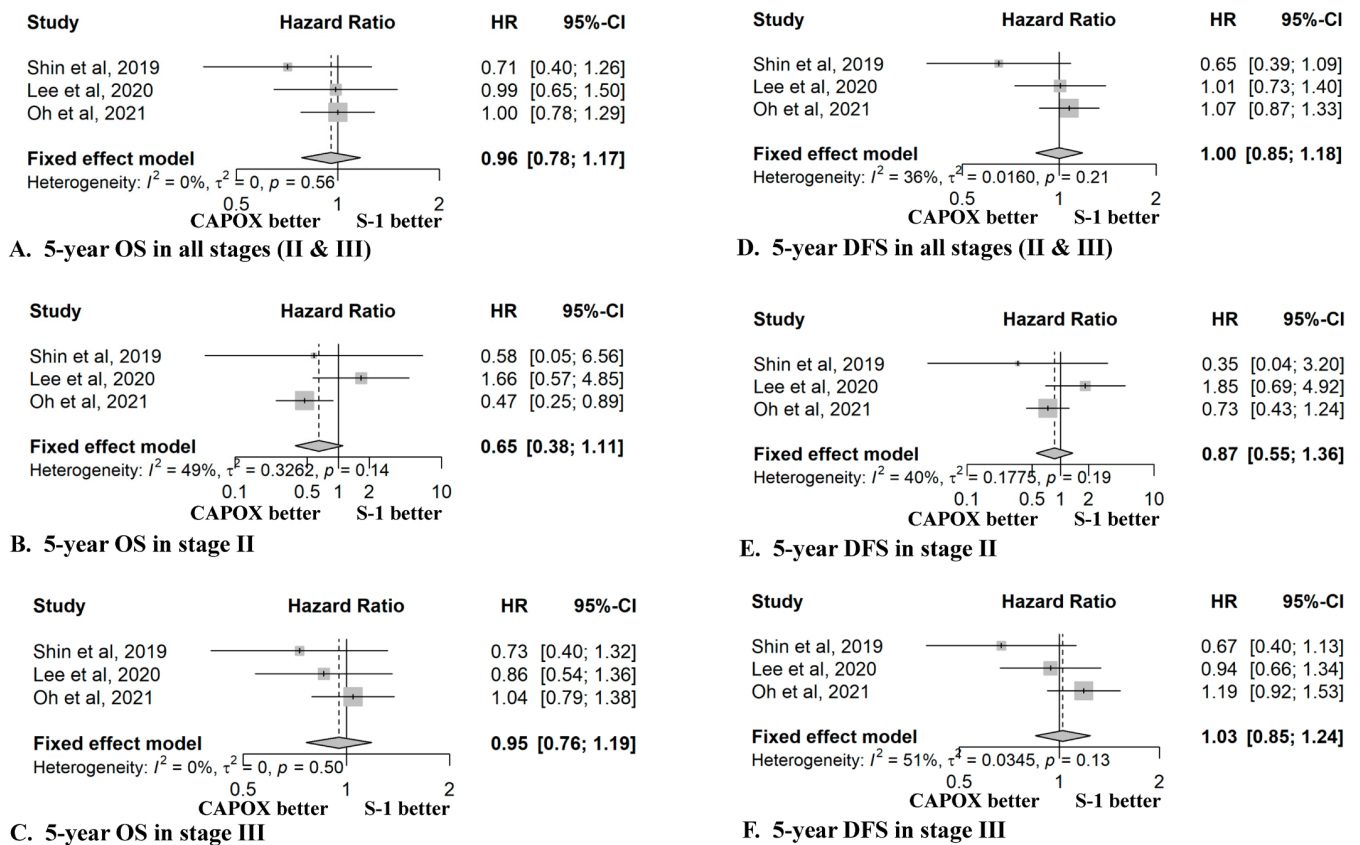 Study Hazard Ratio HR 95%-CI
Shin et al, 2019 0.71 [0.40; 1.26]
Lee et al, 2020 0.99 [0.65; 1.50]
Oh et al, 2021 1.00 [0.78; 1.29]
Fixed effect model 0.96 [0.78; 1.17]
Heterogeneity: I² = 0%, τ² = 0, p = 0.56
0.5 1 2
CAPOX better S-1 better
A. 5-year OS in all stages (II & III)
Study Hazard Ratio HR 95%-CI
Shin et al, 2019 0.58 [0.05; 6.56]
Lee et al, 2020 1.66 [0.57; 4.85]
Oh et al, 2021 0.47 [0.25; 0.89]
Fixed effect model 0.65 [0.38; 1.11]
Heterogeneity: I² = 49%, τ² = 0.3262, p = 0.14
0.1 0.5 1 2 10
CAPOX better S-1 better
B. 5-year OS in stage II
Study Hazard Ratio HR 95%-CI
Shin et al, 2019 0.73 [0.40; 1.32]
Lee et al, 2020 0.86 [0.54; 1.36]
Oh et al, 2021 1.04 [0.79; 1.38]
Fixed effect model 0.95 [0.76; 1.19]
Heterogeneity: I² = 0%, τ² = 0, p = 0.50
0.5 1 2
CAPOX better S-1 better
C. 5-year OS in stage III
Study Hazard Ratio HR 95%-CI
Shin et al, 2019 0.65 [0.39; 1.09]
Lee et al, 2020 1.01 [0.73; 1.40]
Oh et al, 2021 1.07 [0.87; 1.33]
Fixed effect model 1.00 [0.85; 1.18]
Heterogeneity: I² = 36%, τ² = 0.0160, p = 0.21
0.5 1 2
CAPOX better S-1 better
D. 5-year DFS in all stages (II & III)
Study Hazard Ratio HR 95%-CI
Shin et al, 2019 0.35 [0.04; 3.20]
Lee et al, 2020 1.85 [0.69; 4.92]
Oh et al, 2021 0.73 [0.43; 1.24]
Fixed effect model 0.87 [0.55; 1.36]
Heterogeneity: I² = 40%, τ² = 0.1775, p = 0.19
0.1 0.5 1 2 10
CAPOX better S-1 better
E. 5-year DFS in stage II
Study Hazard Ratio HR 95%-CI
Shin et al, 2019 0.67 [0.40; 1.13]
Lee et al, 2020 0.94 [0.66; 1.34]
Oh et al, 2021 1.19 [0.92; 1.53]
Fixed effect model 1.03 [0.85; 1.24]
Heterogeneity: I² = 51%, τ² = 0.0345, p = 0.13
0.5 1 2
CAPOX better S-1 better
F. 5-year DFS in stage III